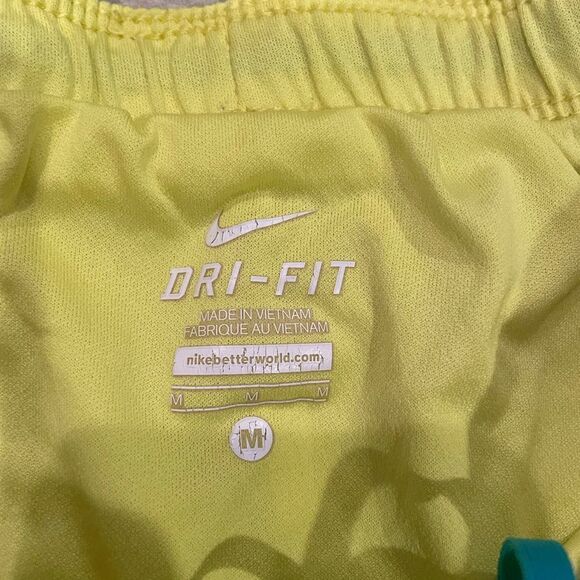 DRI-FIT
MADE IN VIETNAM
FABRIQUE AU VIETNAM
nikebetterworld.com
M M M
M